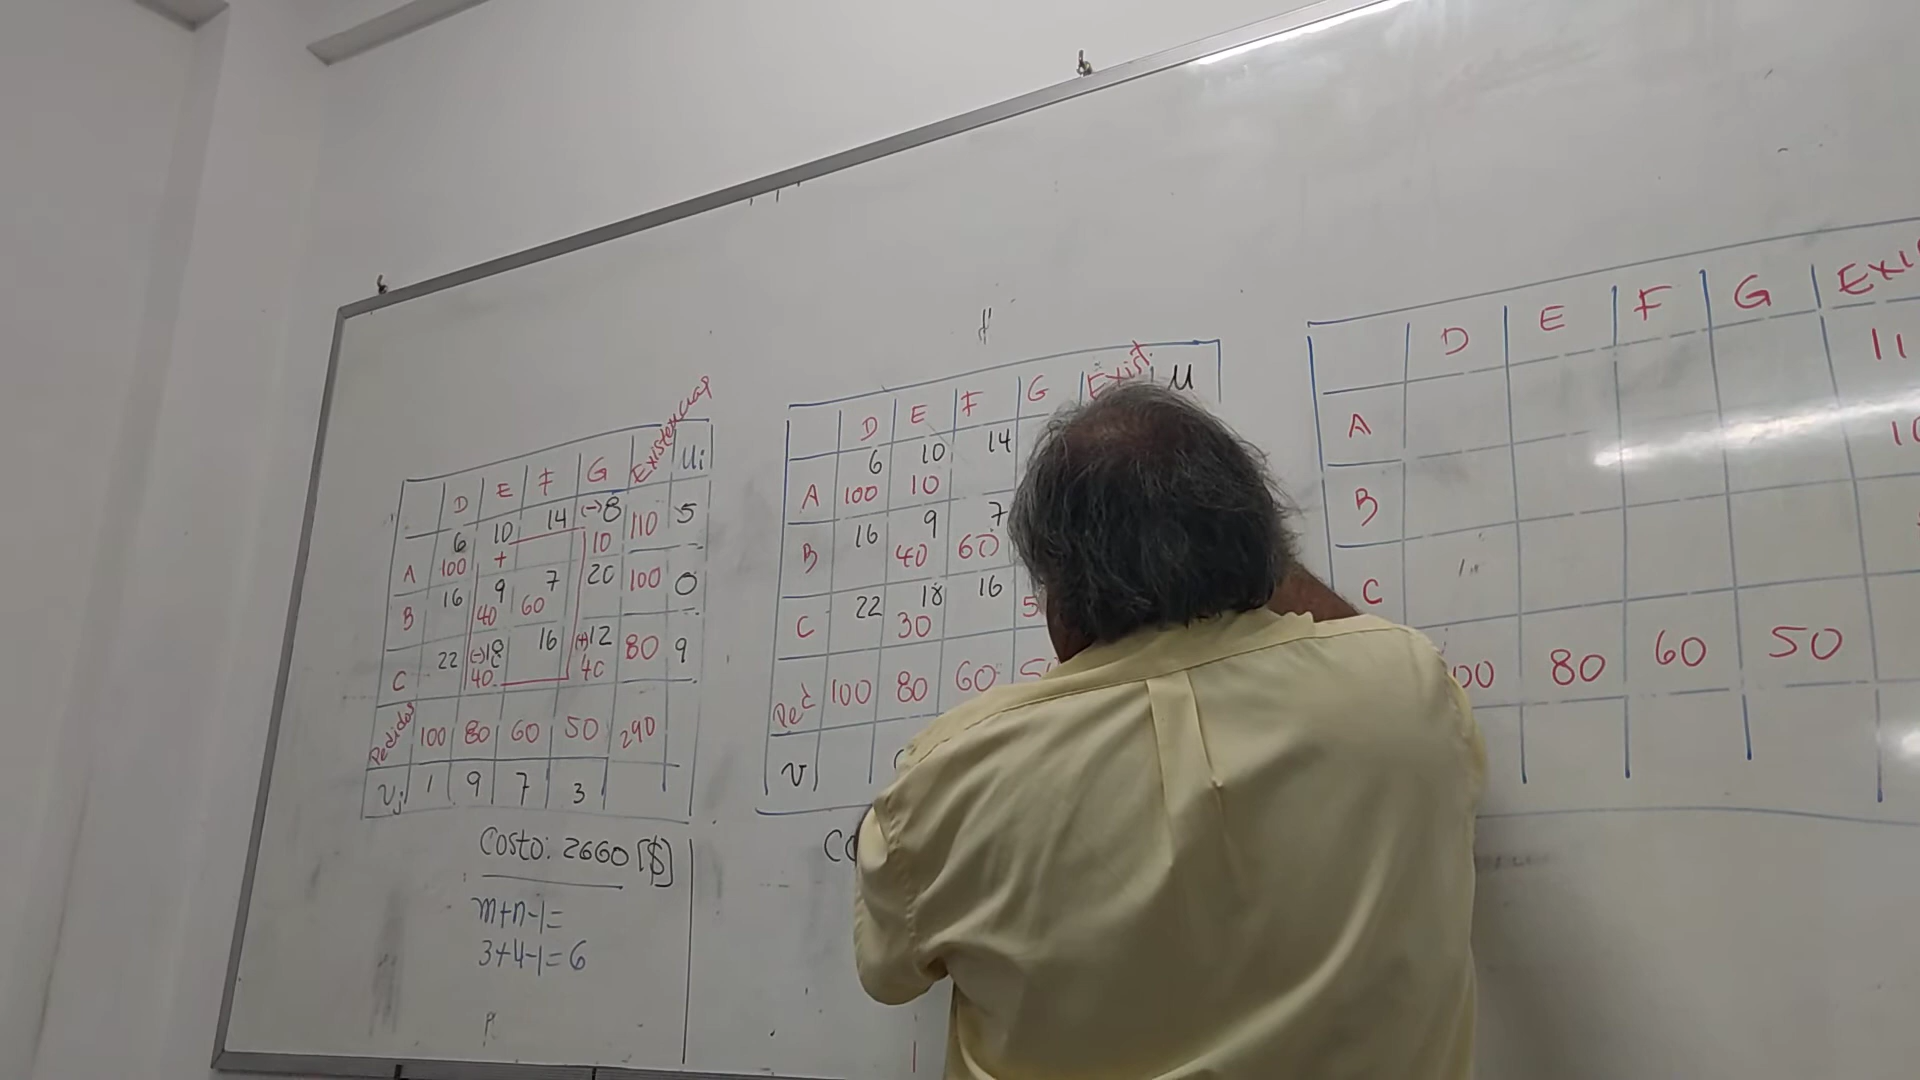 D E F G Existencias Ui
6 10 14 (-)8 110 5
A 100 + 10
16 9 7 20 100 0
B 40 60
22 (-)18 16 (+)12 80 9
C 40 40
Pedidos 100 80 60 50 290
Vj 1 9 7 3
Costo: 2660 [$]
m+n-1=
3+4-1=6
D E F G Exist. U
6 10 14
A 100 10
16 9 7
B 40 60
22 18 16
C 30
100 80 60
V
D E F G
A
B
C
80 60 50